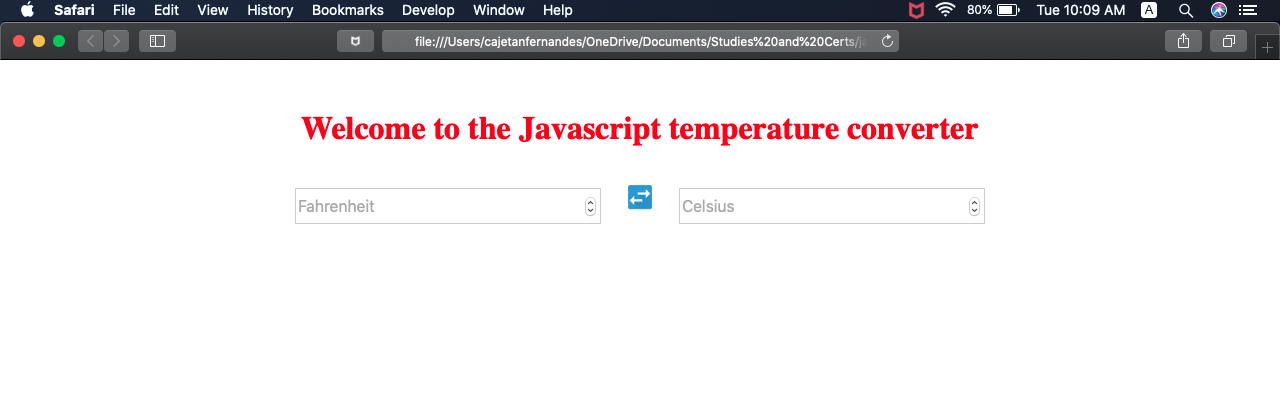 Safari File Edit View History Bookmarks Develop Window Help 80% Tue 10:09 AM A
file:///Users/cajetanfernandes/OneDrive/Documents/Studies%20and%20Certs/
Welcome to the Javascript temperature converter
Fahrenheit Celsius